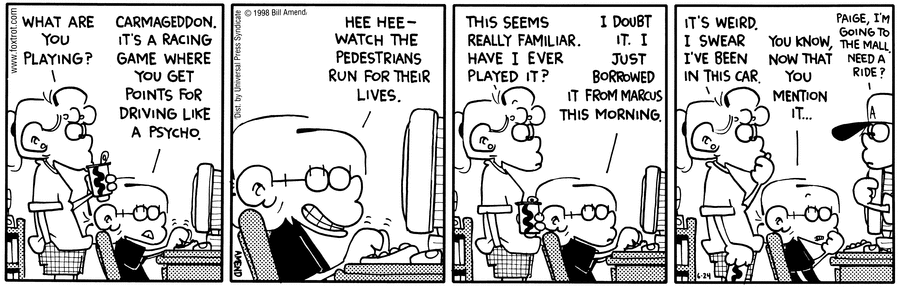 www.foxtrot.com
WHAT ARE
YOU
PLAYING?
CARMAGEDDON.
IT'S A RACING
GAME WHERE
YOU GET
POINTS FOR
DRIVING LIKE
A PSYCHO.
Dist. by Universal Press Syndicate
© 1998 Bill Amend
HEE HEE-
WATCH THE
PEDESTRIANS
RUN FOR THEIR
LIVES.
AMEND
THIS SEEMS
REALLY FAMILIAR.
HAVE I EVER
PLAYED IT?
I DOUBT
IT. I
JUST
BORROWED
IT FROM MARCUS
THIS MORNING.
IT'S WEIRD.
I SWEAR
I'VE BEEN
IN THIS CAR.
YOU KNOW,
NOW THAT
YOU
MENTION
IT...
PAIGE, I'M
GOING TO
THE MALL.
NEED A
RIDE?
A
6-24